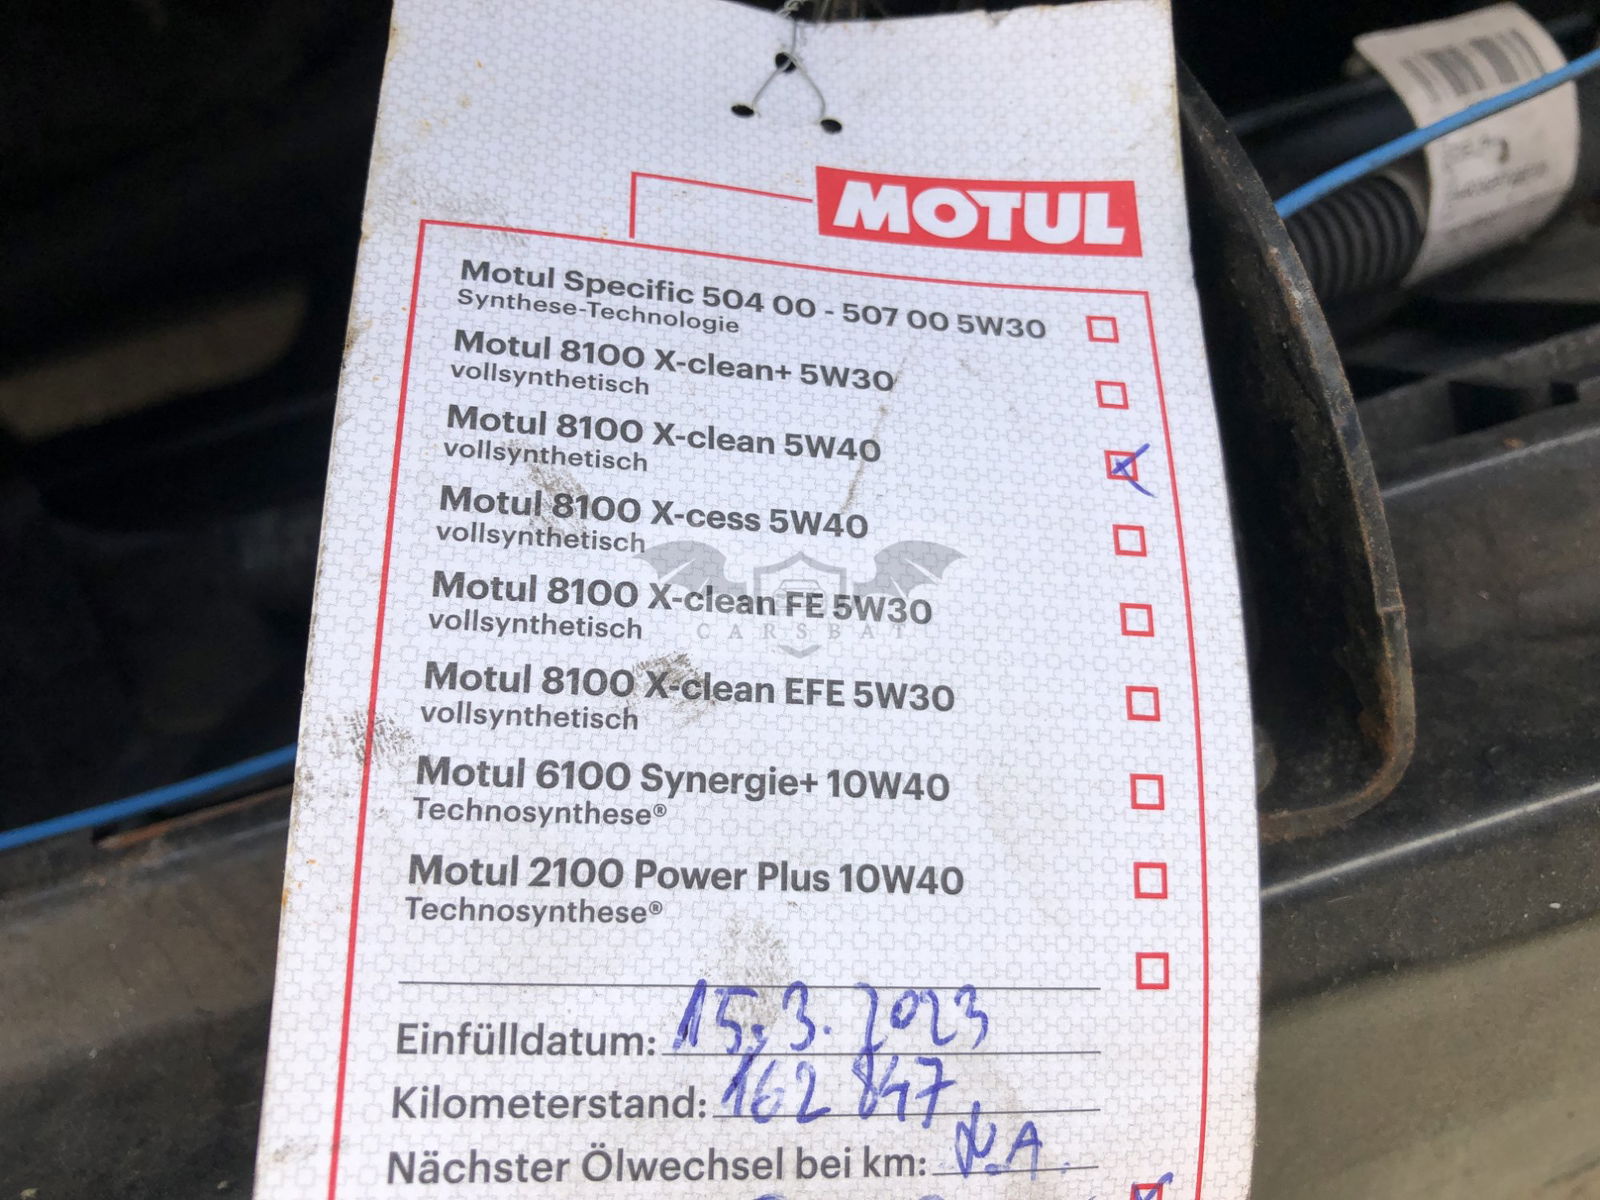 MOTUL
Motul Specific 504 00 - 507 00 5W30
Synthese-Technologie
Motul 8100 X-clean+ 5W30
vollsynthetisch
Motul 8100 X-clean 5W40
vollsynthetisch
Motul 8100 X-cess 5W40
vollsynthetisch
Motul 8100 X-clean FE 5W30
vollsynthetisch
CARSBAT
Motul 8100 X-clean EFE 5W30
vollsynthetisch
Motul 6100 Synergie+ 10W40
Technosynthese®
Motul 2100 Power Plus 10W40
Technosynthese®
Einfülldatum: 15.3.2023
Kilometerstand: 162 847
Nächster Ölwechsel bei km: N.A.